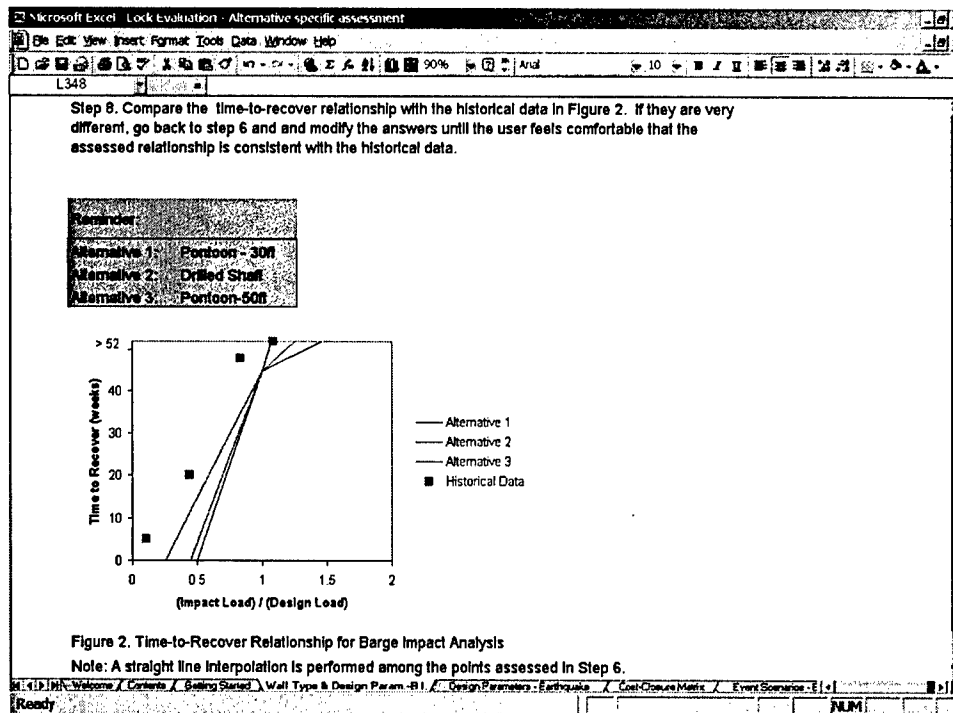 Microsoft Excel - Lock Evaluation - Alternative specific assessment
File Edit View Insert Format Tools Data Window Help
90% Arial 10 B I U
L348
Step 8. Compare the time-to-recover relationship with the historical data in Figure 2. If they are very
different, go back to step 6 and and modify the answers until the user feels comfortable that the
assessed relationship is consistent with the historical data.
Reminder:
Alternative 1: Pontoon - 30ft
Alternative 2: Drilled Shaft
Alternative 3: Pontoon-50ft
> 52
40
30
20
10
0
Time to Recover (weeks)
0 0.5 1 1.5 2
(Impact Load) / (Design Load)
Alternative 1
Alternative 2
Alternative 3
Historical Data
Figure 2. Time-to-Recover Relationship for Barge Impact Analysis
Note: A straight line interpolation is performed among the points assessed in Step 6.
Welcome / Contents / Getting Started \ Wall Type & Design Param.-B I. / Design Parameters - Earthquake / Cost-Closure Metrix / Event Scenarios - E
Ready NUM